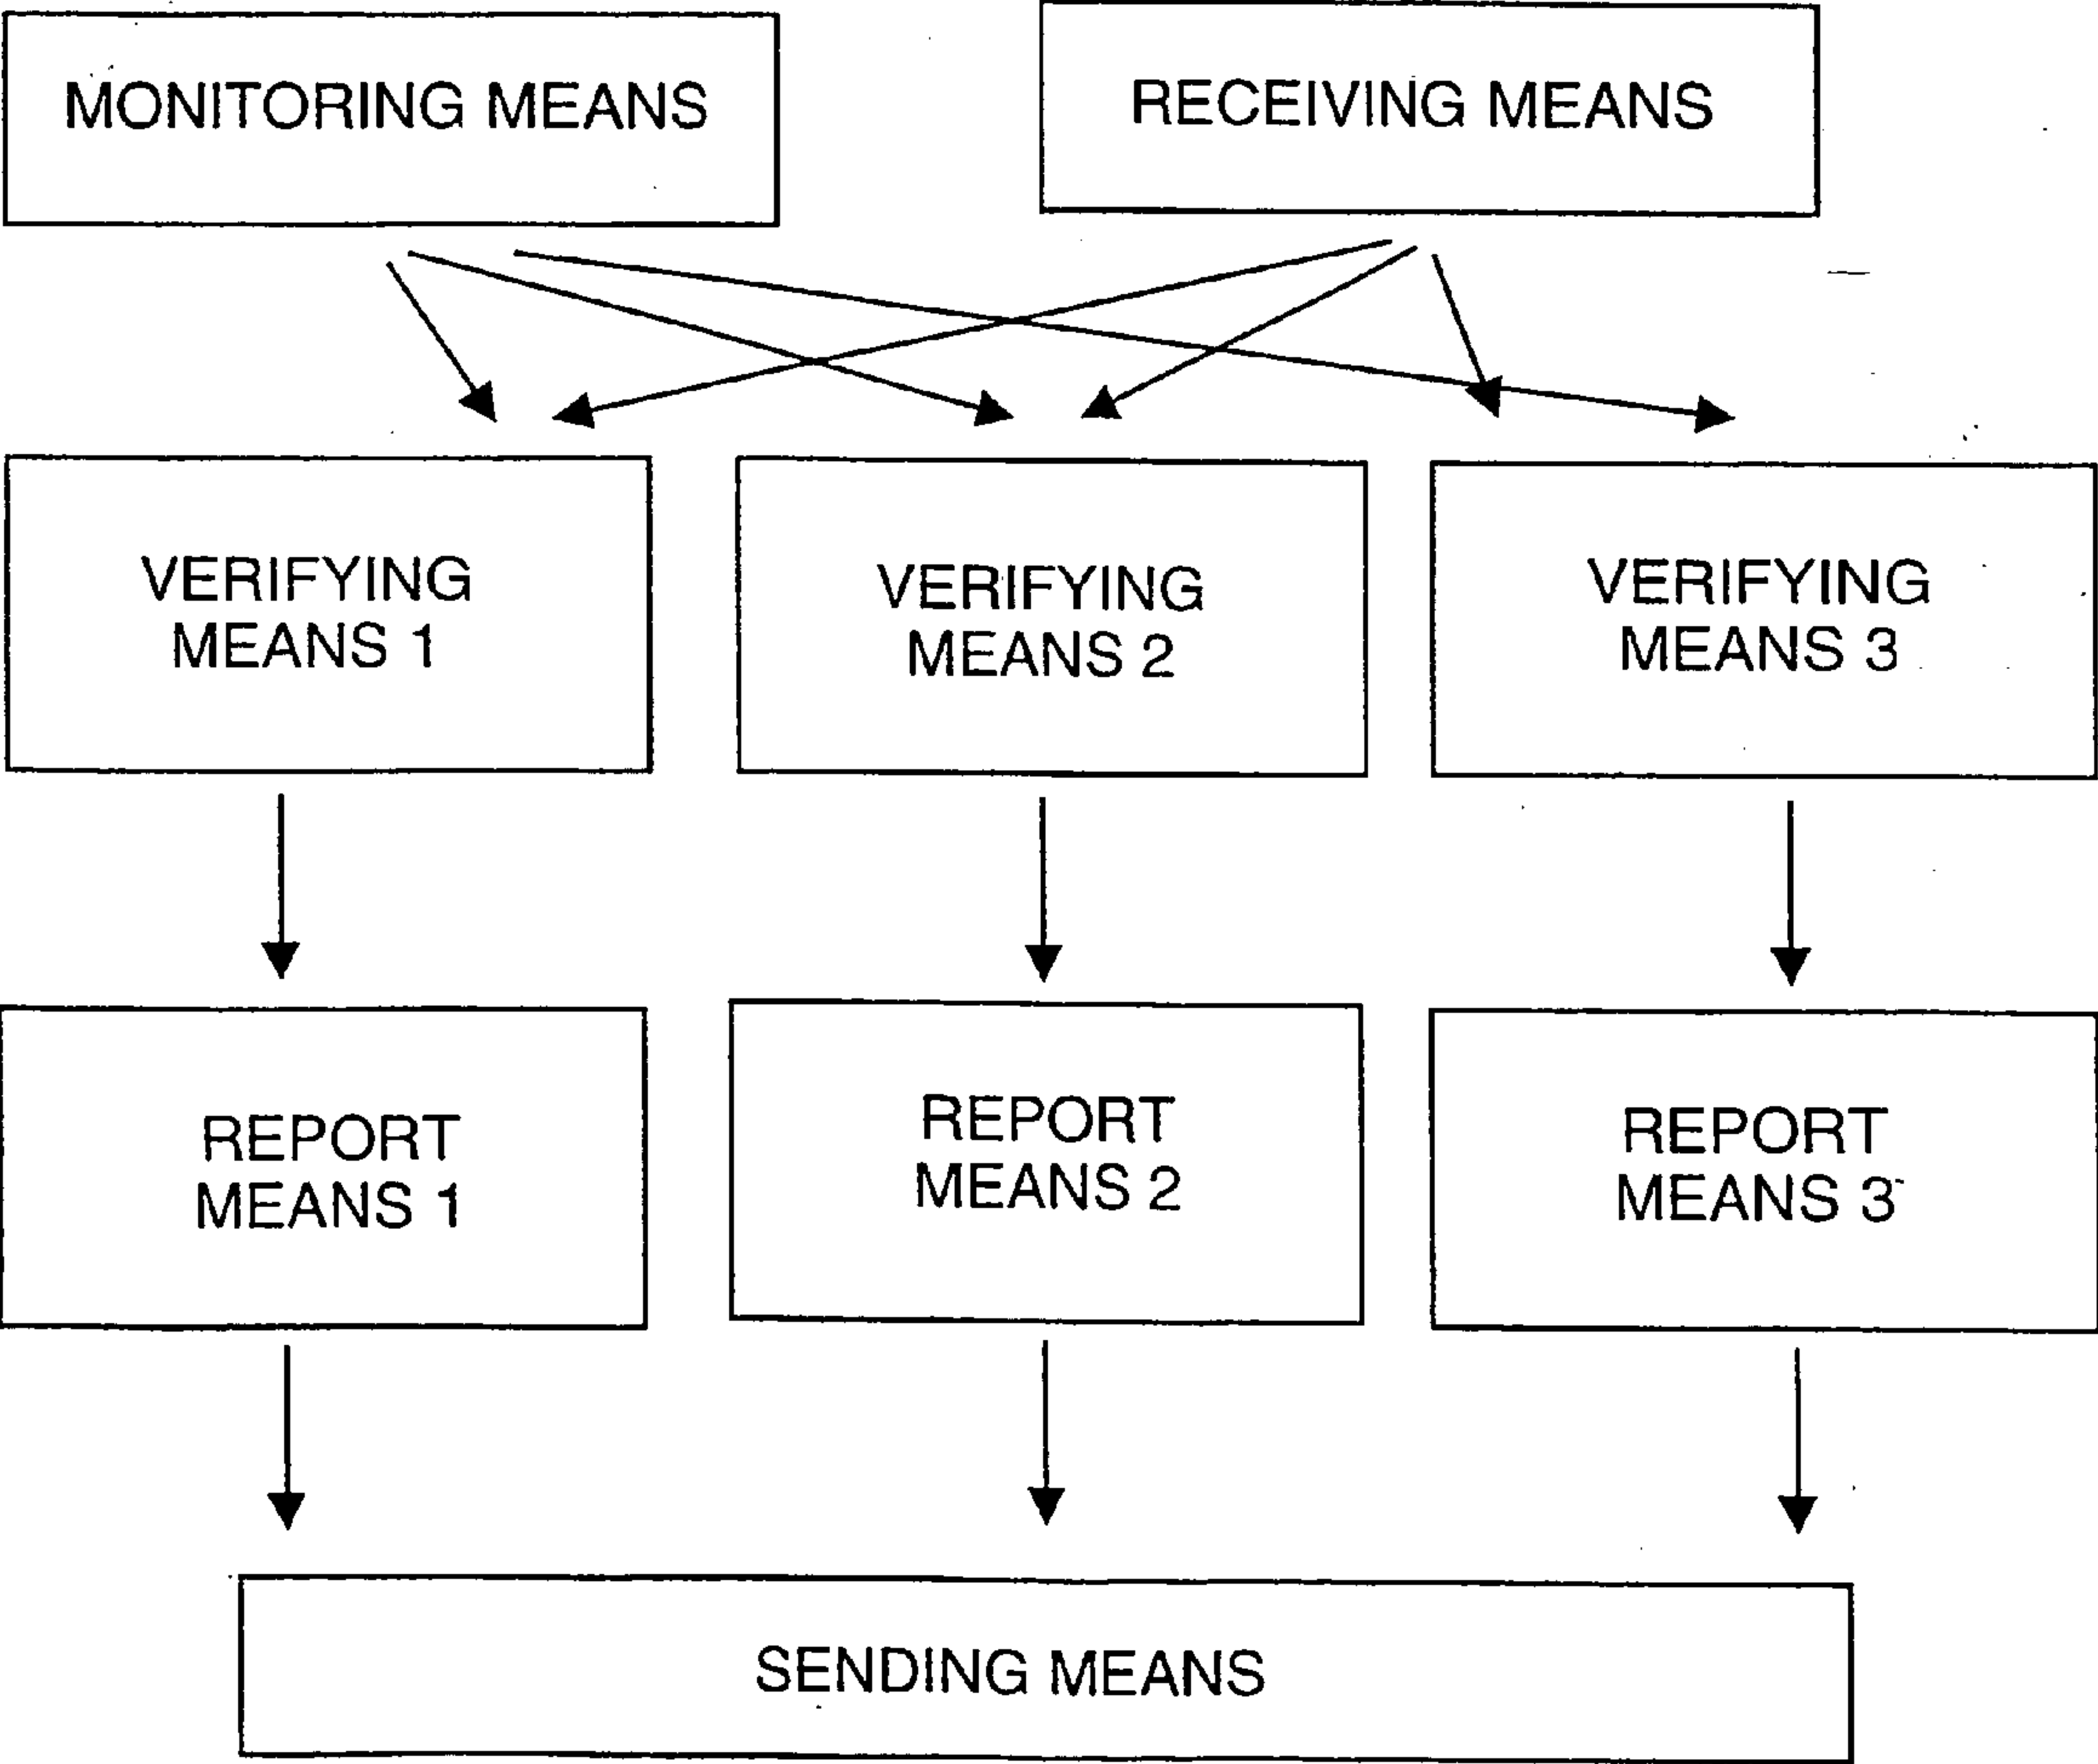 MONITORING MEANS
RECEIVING MEANS
VERIFYING
MEANS 1
VERIFYING
MEANS 2
VERIFYING
MEANS 3
REPORT
MEANS 1
REPORT
MEANS 2
REPORT
MEANS 3
SENDING MEANS